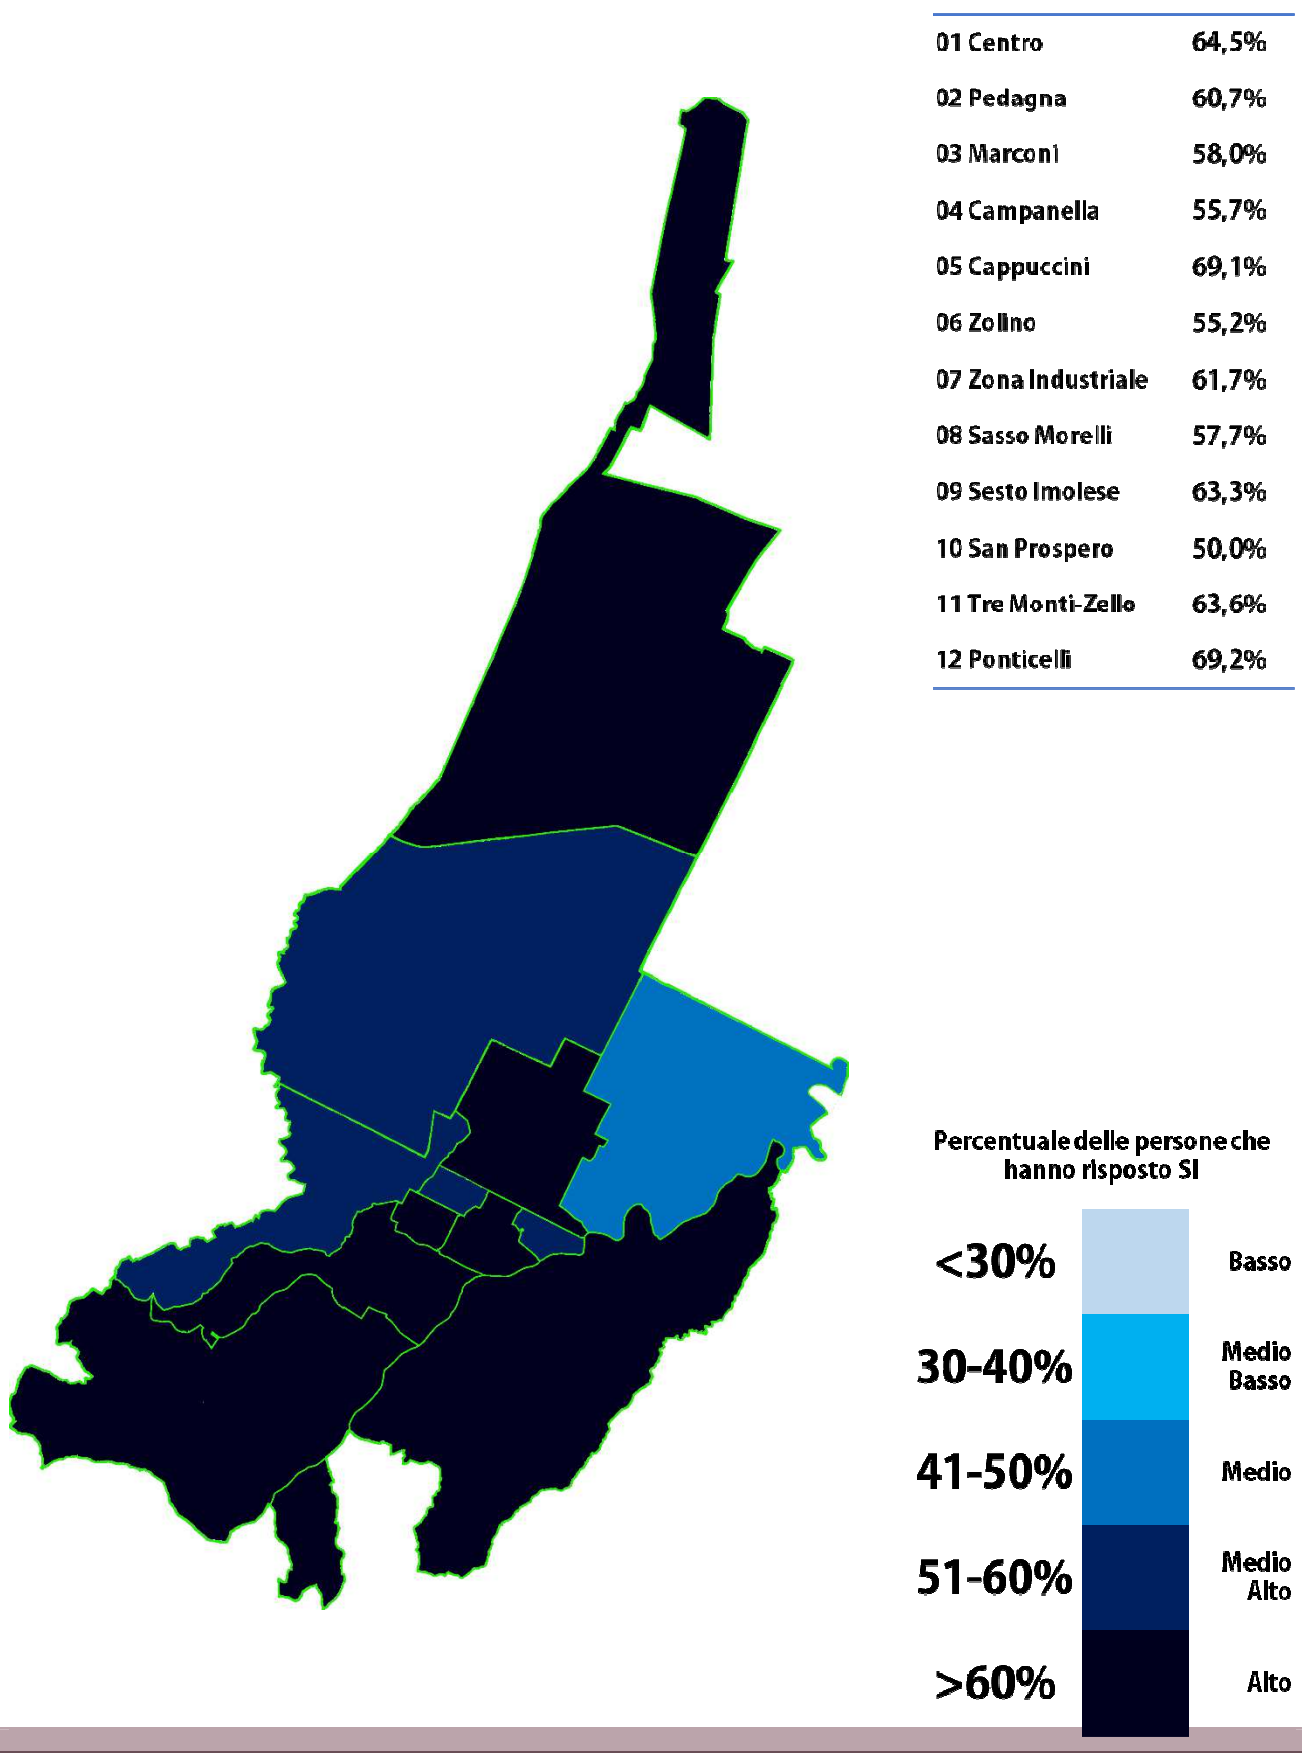 01 Centro 64,5%
02 Pedagna 60,7%
03 Marconi 58,0%
04 Campanella 55,7%
05 Cappuccini 69,1%
06 Zolino 55,2%
07 Zona Industriale 61,7%
08 Sasso Morelli 57,7%
09 Sesto Imolese 63,3%
10 San Prospero 50,0%
11 Tre Monti-Zello 63,6%
12 Ponticelli 69,2%
Percentuale delle persone che
hanno risposto SI
<30% Basso
30-40% Medio
Basso
41-50% Medio
51-60% Medio
Alto
>60% Alto